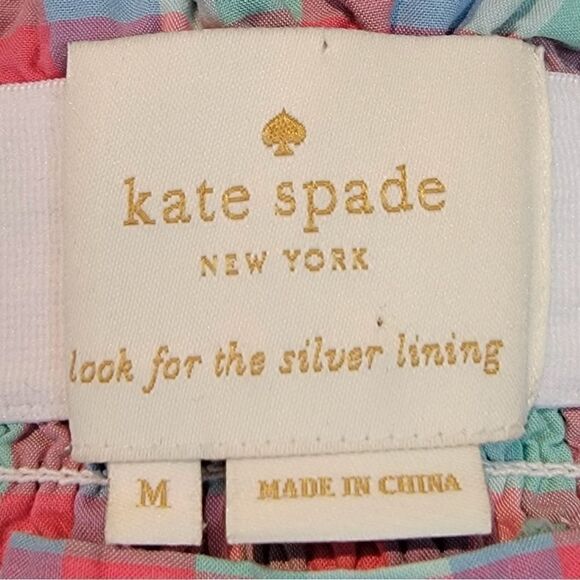 kate spade
NEW YORK
look for the silver lining
M
MADE IN CHINA